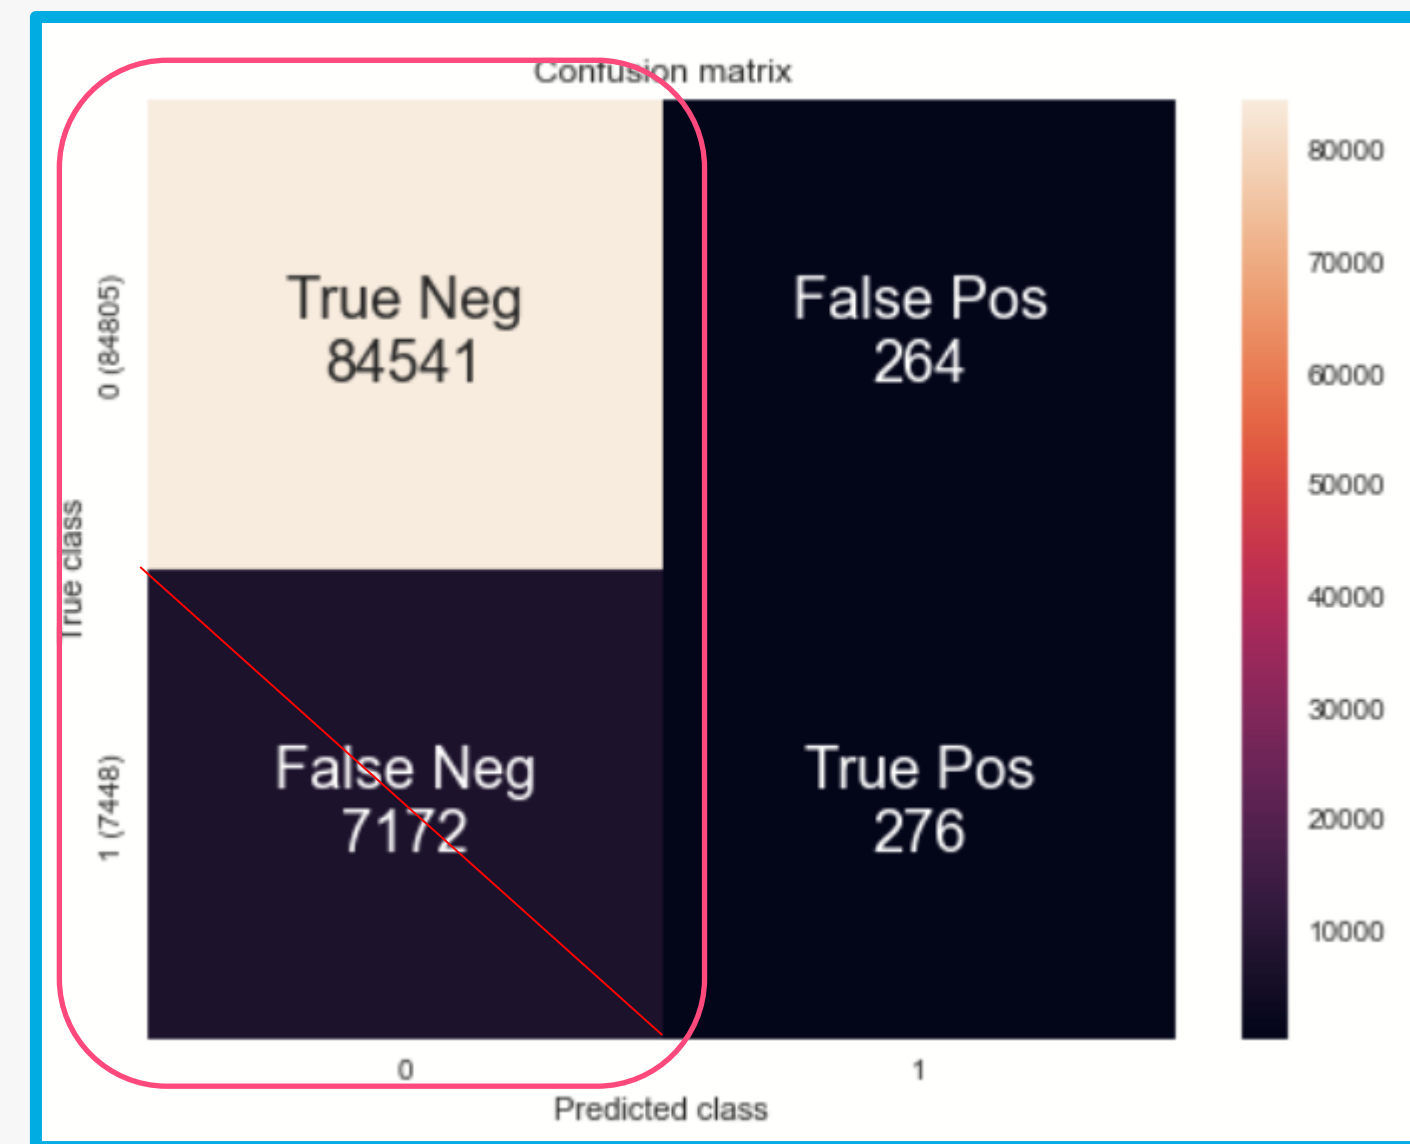 Confusion matrix
True Neg
84541
False Pos
264
False Neg
7172
True Pos
276
0 (84805)
1 (7448)
True class
0
1
Predicted class
80000
70000
60000
50000
40000
30000
20000
10000